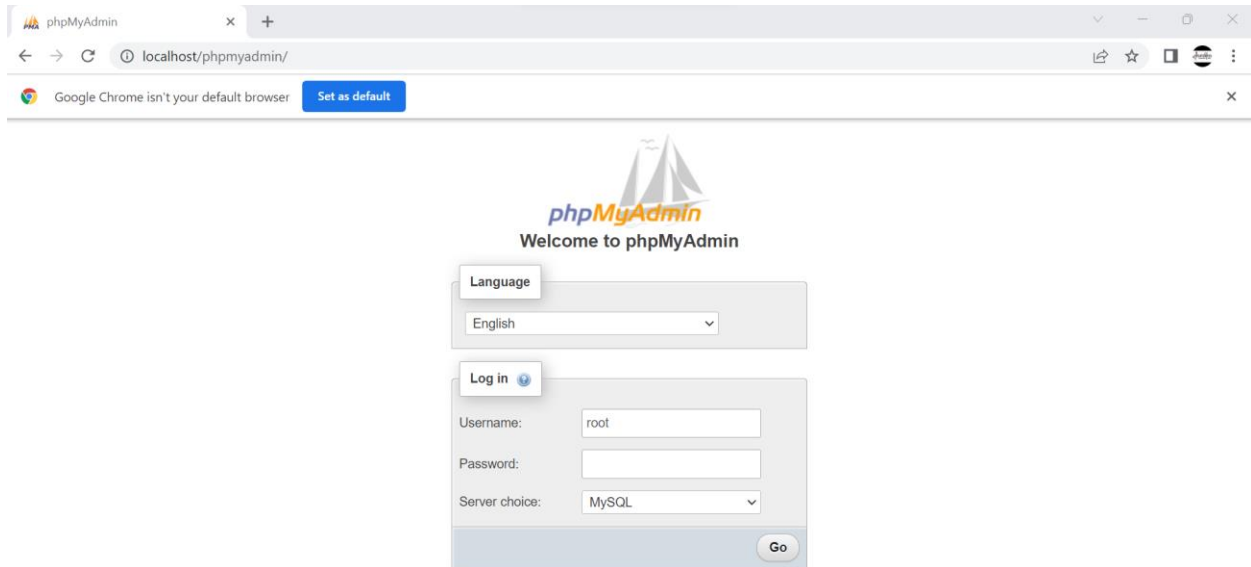 phpMyAdmin
localhost/phpmyadmin/
Google Chrome isn't your default browser Set as default
phpMyAdmin
Welcome to phpMyAdmin
Language
English
Log in
Username: root
Password:
Server choice: MySQL
Go